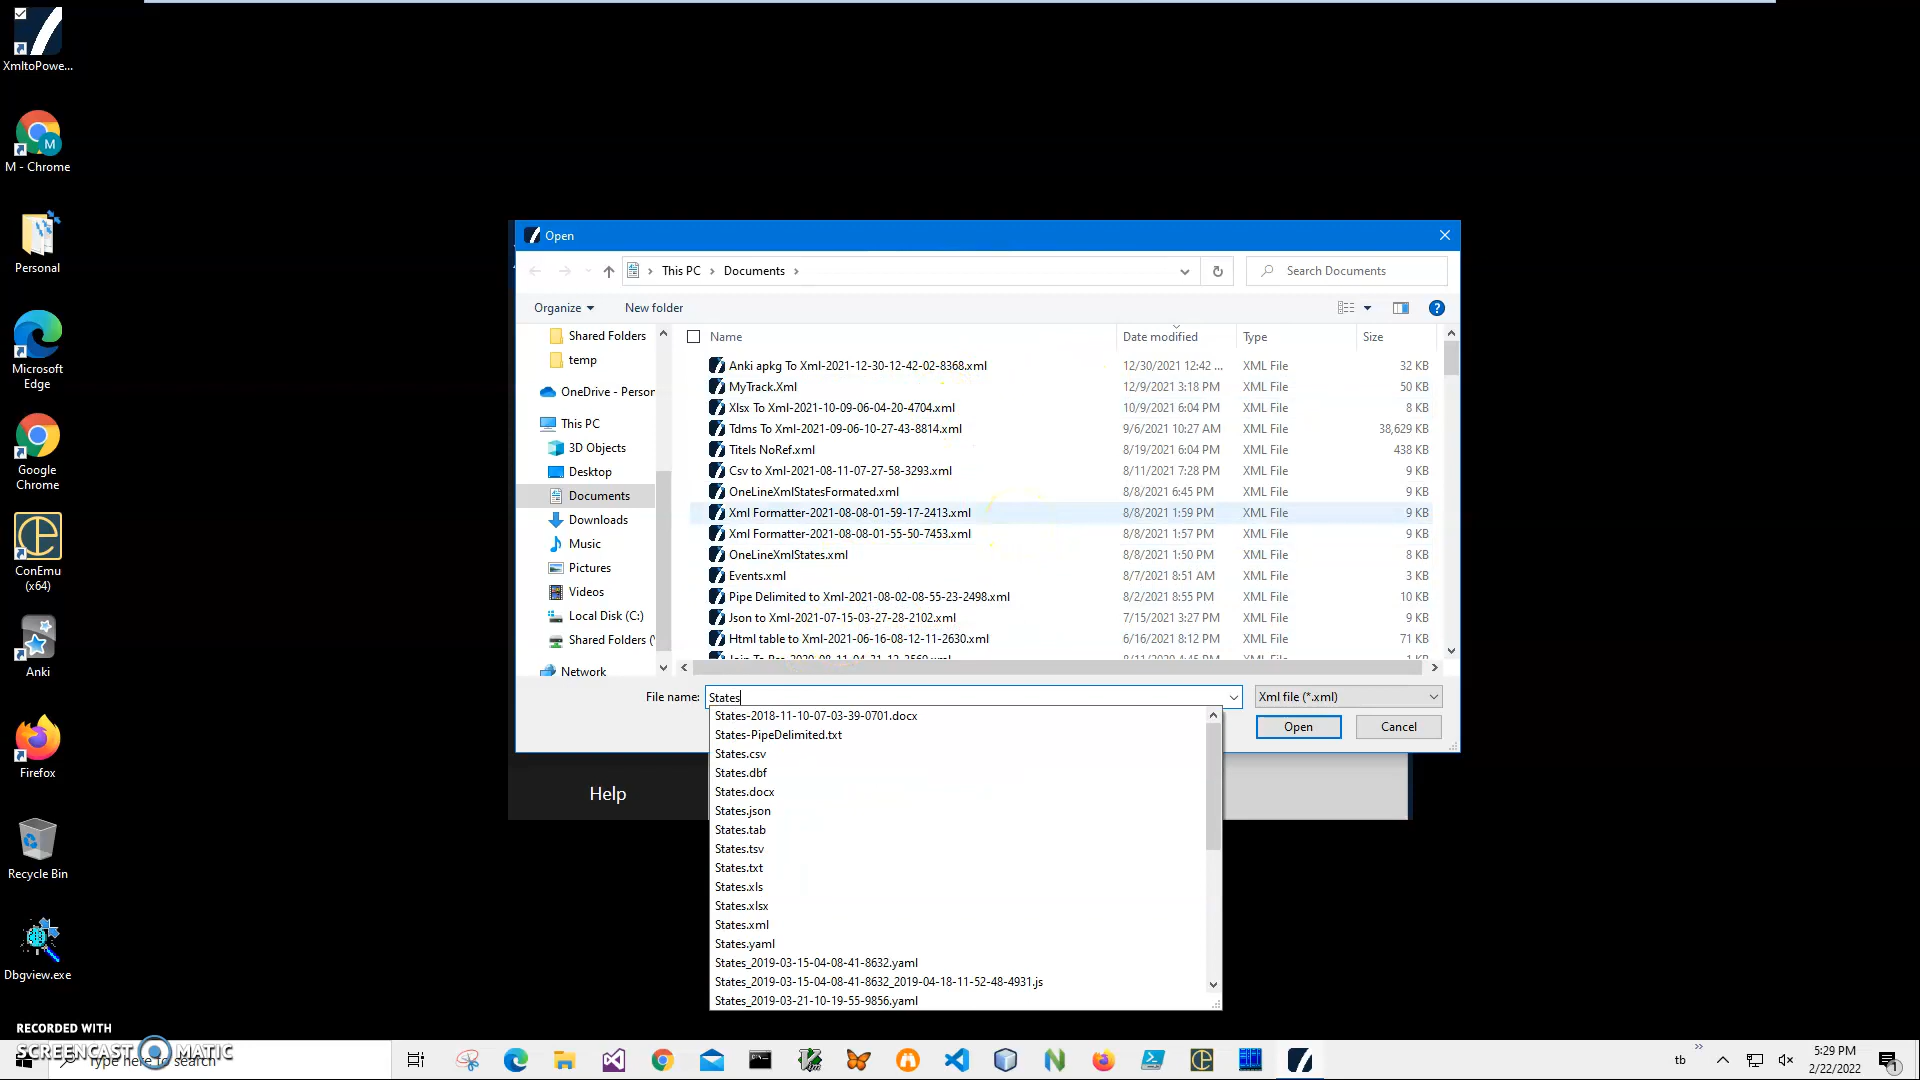 XmltoPowe...
M - Chrome
Personal
Microsoft
Edge
Google
Chrome
ConEmu
(x64)
Anki
Firefox
Recycle Bin
Dbgview.exe
Open
This PC
Documents
Search Documents
Organize
New folder
Shared Folders
temp
OneDrive - Person
This PC
3D Objects
Desktop
Documents
Downloads
Music
Pictures
Videos
Local Disk (C:)
Shared Folders (
Network
Name Date modified Type Size
Anki apkg To Xml-2021-12-30-12-42-02-8368.xml 12/30/2021 12:42 ... XML File 32 KB
MyTrack.Xml 12/9/2021 3:18 PM XML File 50 KB
Xlsx To Xml-2021-10-09-06-04-20-4704.xml 10/9/2021 6:04 PM XML File 8 KB
Tdms To Xml-2021-09-06-10-27-43-8814.xml 9/6/2021 10:27 AM XML File 38,629 KB
Titels NoRef.xml 8/19/2021 6:04 PM XML File 438 KB
Csv to Xml-2021-08-11-07-27-58-3293.xml 8/11/2021 7:28 PM XML File 9 KB
OneLineXmlStatesFormated.xml 8/8/2021 6:45 PM XML File 9 KB
Xml Formatter-2021-08-08-01-59-17-2413.xml 8/8/2021 1:59 PM XML File 9 KB
Xml Formatter-2021-08-08-01-55-50-7453.xml 8/8/2021 1:57 PM XML File 9 KB
OneLineXmlStates.xml 8/8/2021 1:50 PM XML File 8 KB
Events.xml 8/7/2021 8:51 AM XML File 3 KB
Pipe Delimited to Xml-2021-08-02-08-55-23-2498.xml 8/2/2021 8:55 PM XML File 10 KB
Json to Xml-2021-07-15-03-27-28-2102.xml 7/15/2021 3:27 PM XML File 9 KB
Html table to Xml-2021-06-16-08-12-11-2630.xml 6/16/2021 8:12 PM XML File 71 KB
File name: States Xml file (*.xml)
Open Cancel
States-2018-11-10-07-03-39-0701.docx
States-PipeDelimited.txt
States.csv
States.dbf
States.docx
States.json
States.tab
States.tsv
States.txt
States.xls
States.xlsx
States.xml
States.yaml
States_2019-03-15-04-08-41-8632.yaml
States_2019-03-15-04-08-41-8632_2019-04-18-11-52-48-4931.js
States_2019-03-21-10-19-55-9856.yaml
Help
RECORDED WITH
SCREENCAST MATIC
Type here to search
tb
5:29 PM
2/22/2022
1